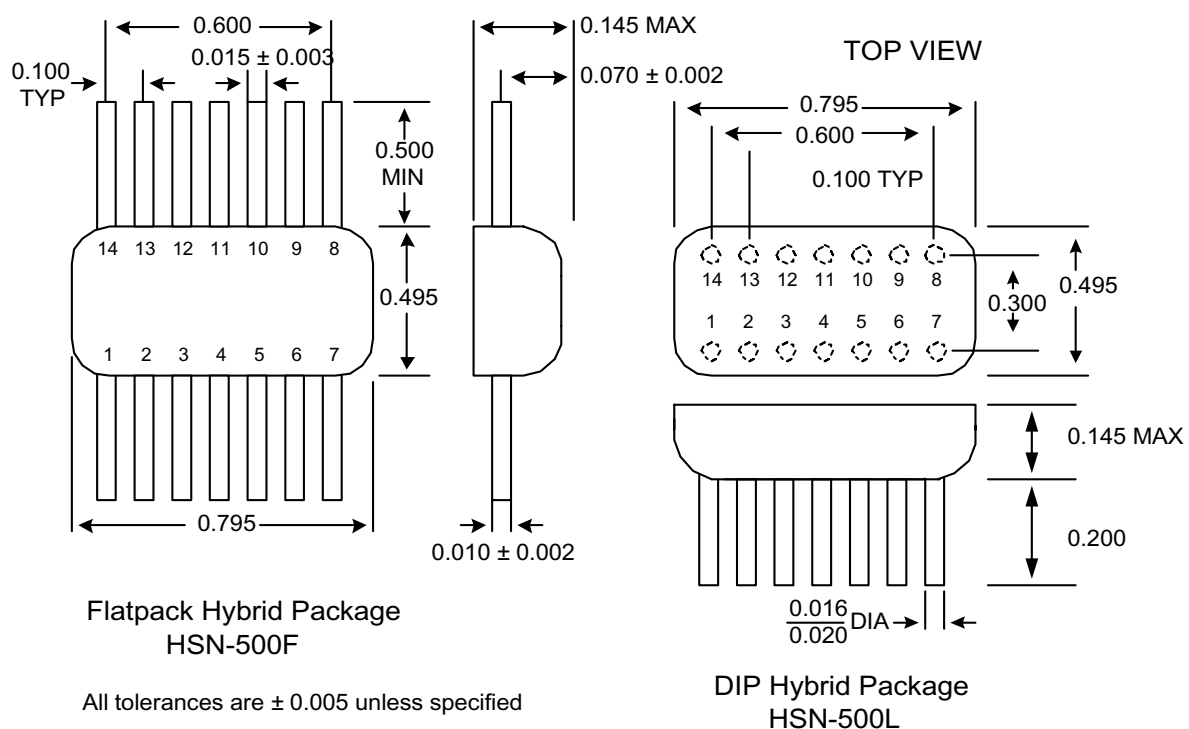 0.600
0.015 ± 0.003
0.100
TYP
0.500
MIN
14 13 12 11 10 9 8
0.495
1 2 3 4 5 6 7
0.795
0.145 MAX
0.070 ± 0.002
0.010 ± 0.002
Flatpack Hybrid Package
HSN-500F
All tolerances are ± 0.005 unless specified
TOP VIEW
0.795
0.600
0.100 TYP
14 13 12 11 10 9 8
0.300
0.495
1 2 3 4 5 6 7
0.145 MAX
0.200
0.016
0.020 DIA
DIP Hybrid Package
HSN-500L